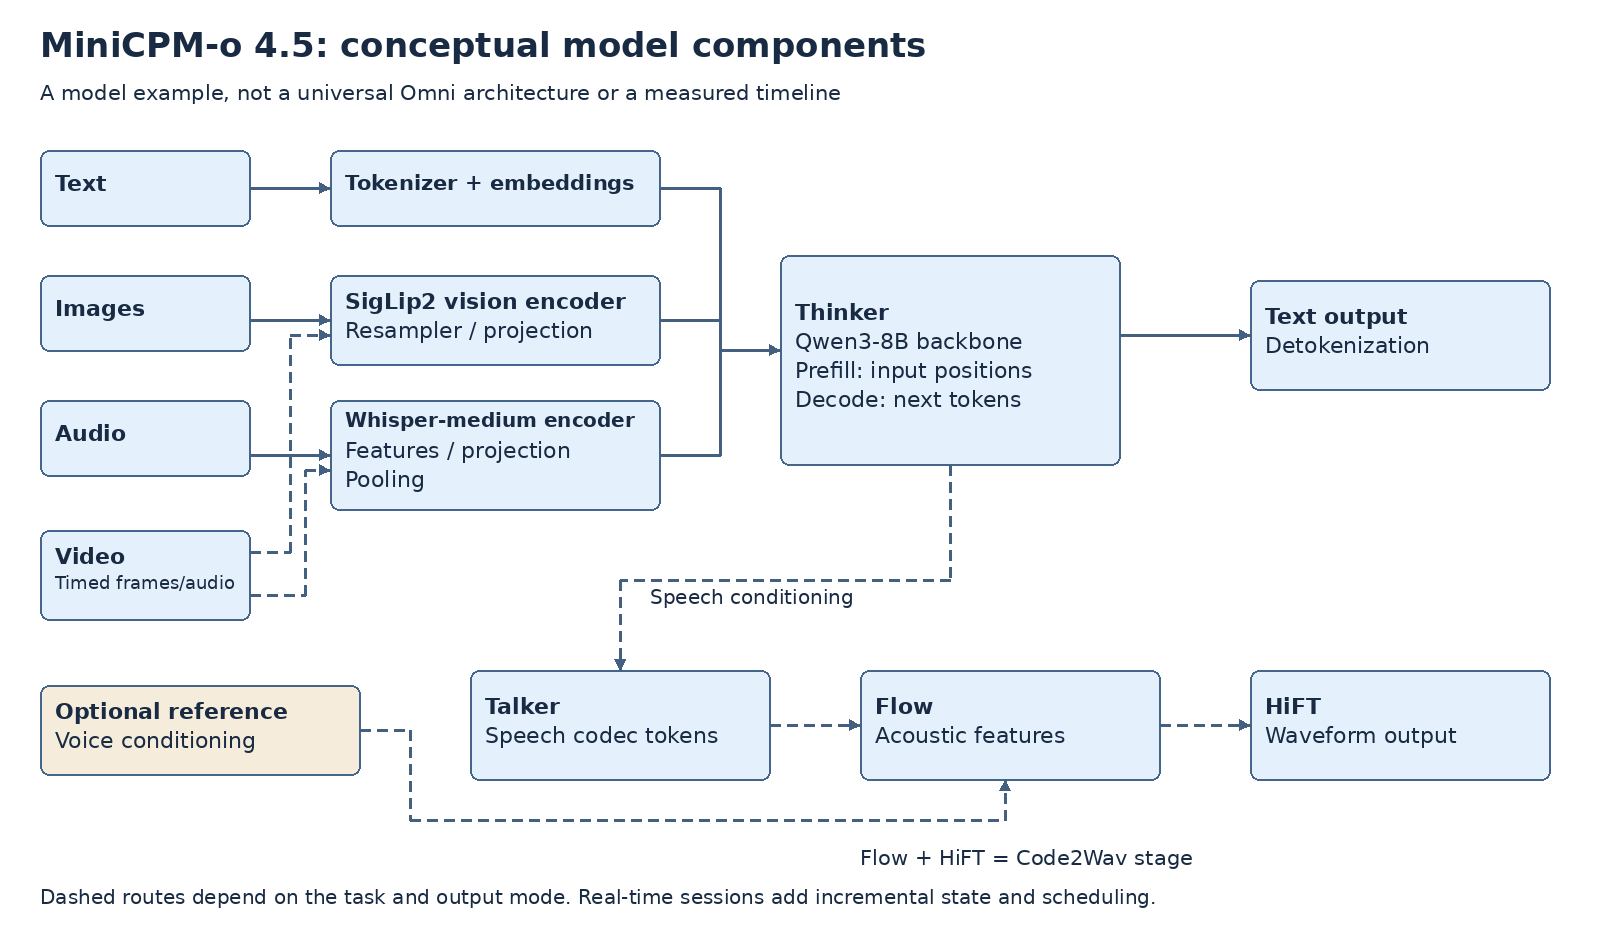 MiniCPM-o 4.5: conceptual model components
A model example, not a universal Omni architecture or a measured timeline
Text
Tokenizer + embeddings
Images
SigLip2 vision encoder
Resampler / projection
Audio
Whisper-medium encoder
Features / projection
Pooling
Video
Timed frames/audio
Thinker
Qwen3-8B backbone
Prefill: input positions
Decode: next tokens
Text output
Detokenization
Speech conditioning
Optional reference
Voice conditioning
Talker
Speech codec tokens
Flow
Acoustic features
HiFT
Waveform output
Flow + HiFT = Code2Wav stage
Dashed routes depend on the task and output mode. Real-time sessions add incremental state and scheduling.